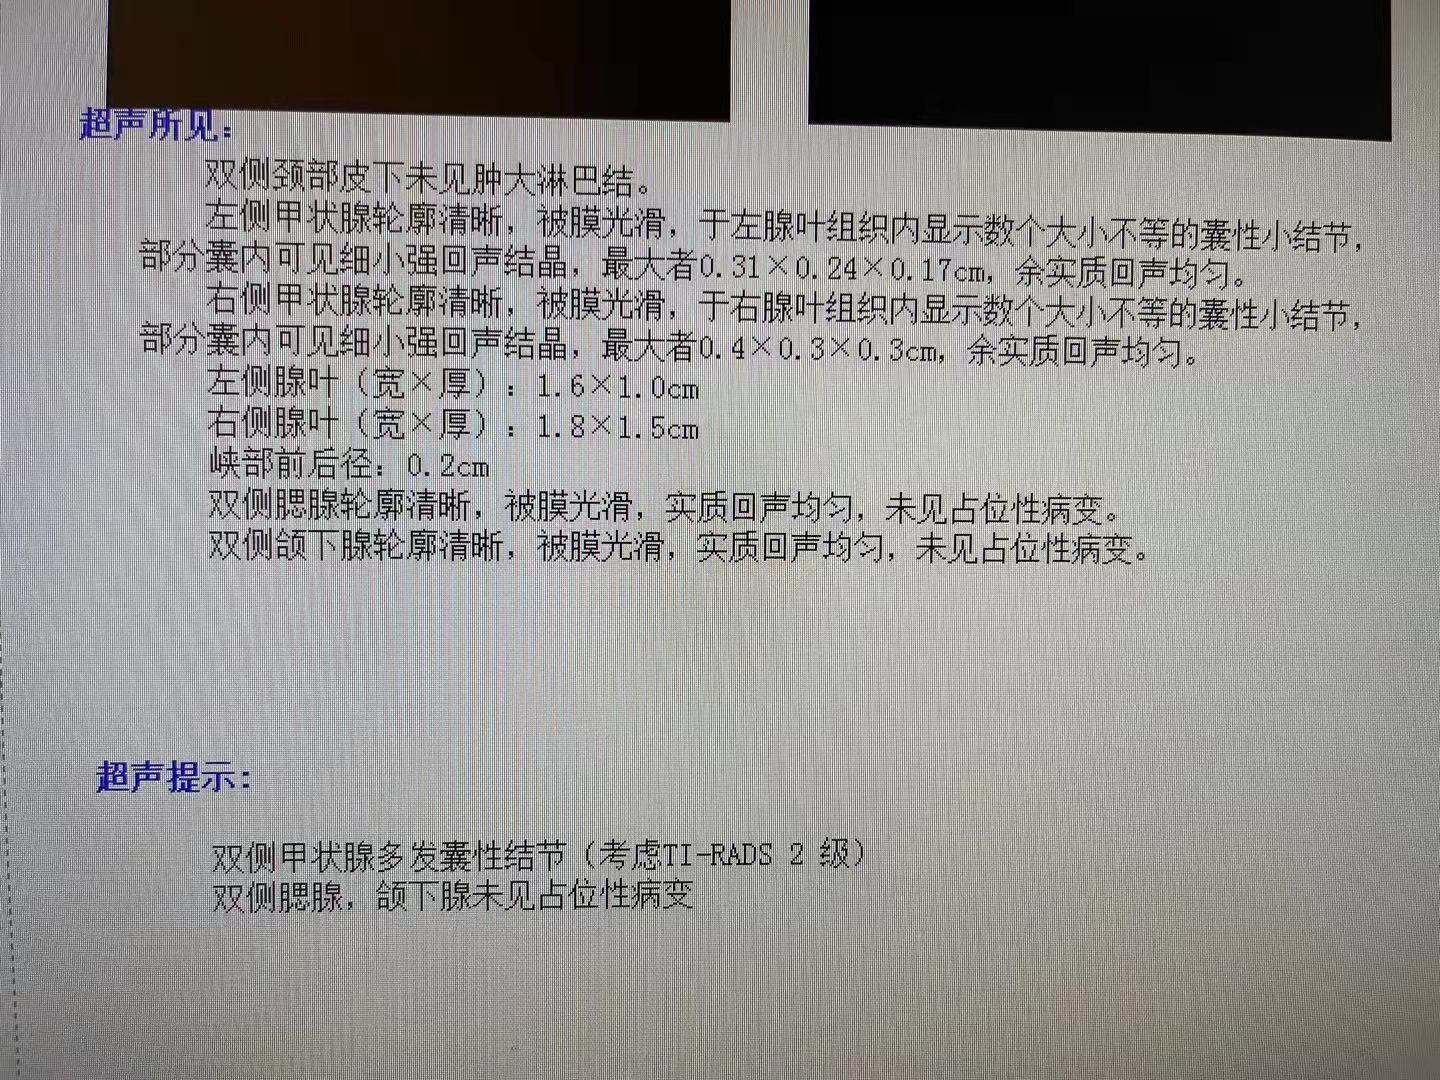 超声所见：
双侧颈部皮下未见肿大淋巴结。
左侧甲状腺轮廓清晰，被膜光滑，于左腺叶组织内显示数个大小不等的囊性小结节，
部分囊内可见细小强回声结晶，最大者0.31×0.24×0.17cm，余实质回声均匀。
右侧甲状腺轮廓清晰，被膜光滑，于右腺叶组织内显示数个大小不等的囊性小结节，
部分囊内可见细小强回声结晶，最大者0.4×0.3×0.3cm，余实质回声均匀。
左侧腺叶（宽×厚）：1.6×1.0cm
右侧腺叶（宽×厚）：1.8×1.5cm
峡部前后径：0.2cm
双侧腮腺轮廓清晰，被膜光滑，实质回声均匀，未见占位性病变。
双侧颌下腺轮廓清晰，被膜光滑，实质回声均匀，未见占位性病变。
超声提示：
双侧甲状腺多发囊性结节（考虑TI-RADS 2 级）
双侧腮腺，颌下腺未见占位性病变